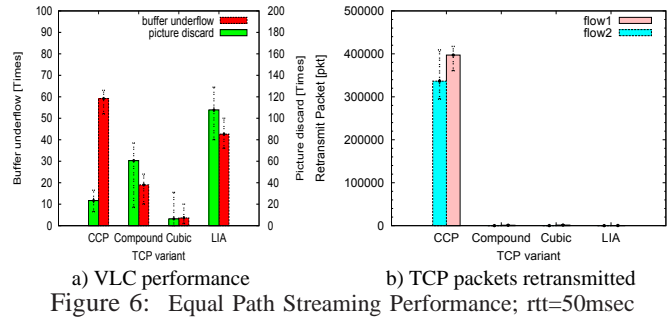 buffer underflow
picture discard
Buffer underflow [Times]
100
90
80
70
60
50
40
30
20
10
0
200
180
160
140
120
100
80
60
40
20
0
Picture discard [Times]
CCP Compound Cubic LIA
TCP variant
a) VLC performance
flow1
flow2
Retransmit Packet [pkt]
500000
400000
300000
200000
100000
0
CCP Compound Cubic LIA
TCP variant
b) TCP packets retransmitted
Figure 6: Equal Path Streaming Performance; rtt=50msec